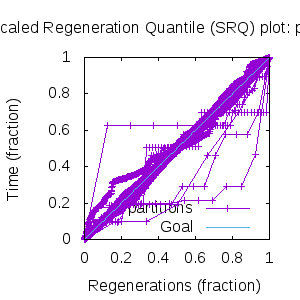 caled Regeneration Quantile (SRQ) plot: p
1
0.8
0.6
0.4
0.2
0
0 0.2 0.4 0.6 0.8 1
Time (fraction)
partitions
Goal
Regenerations (fraction)